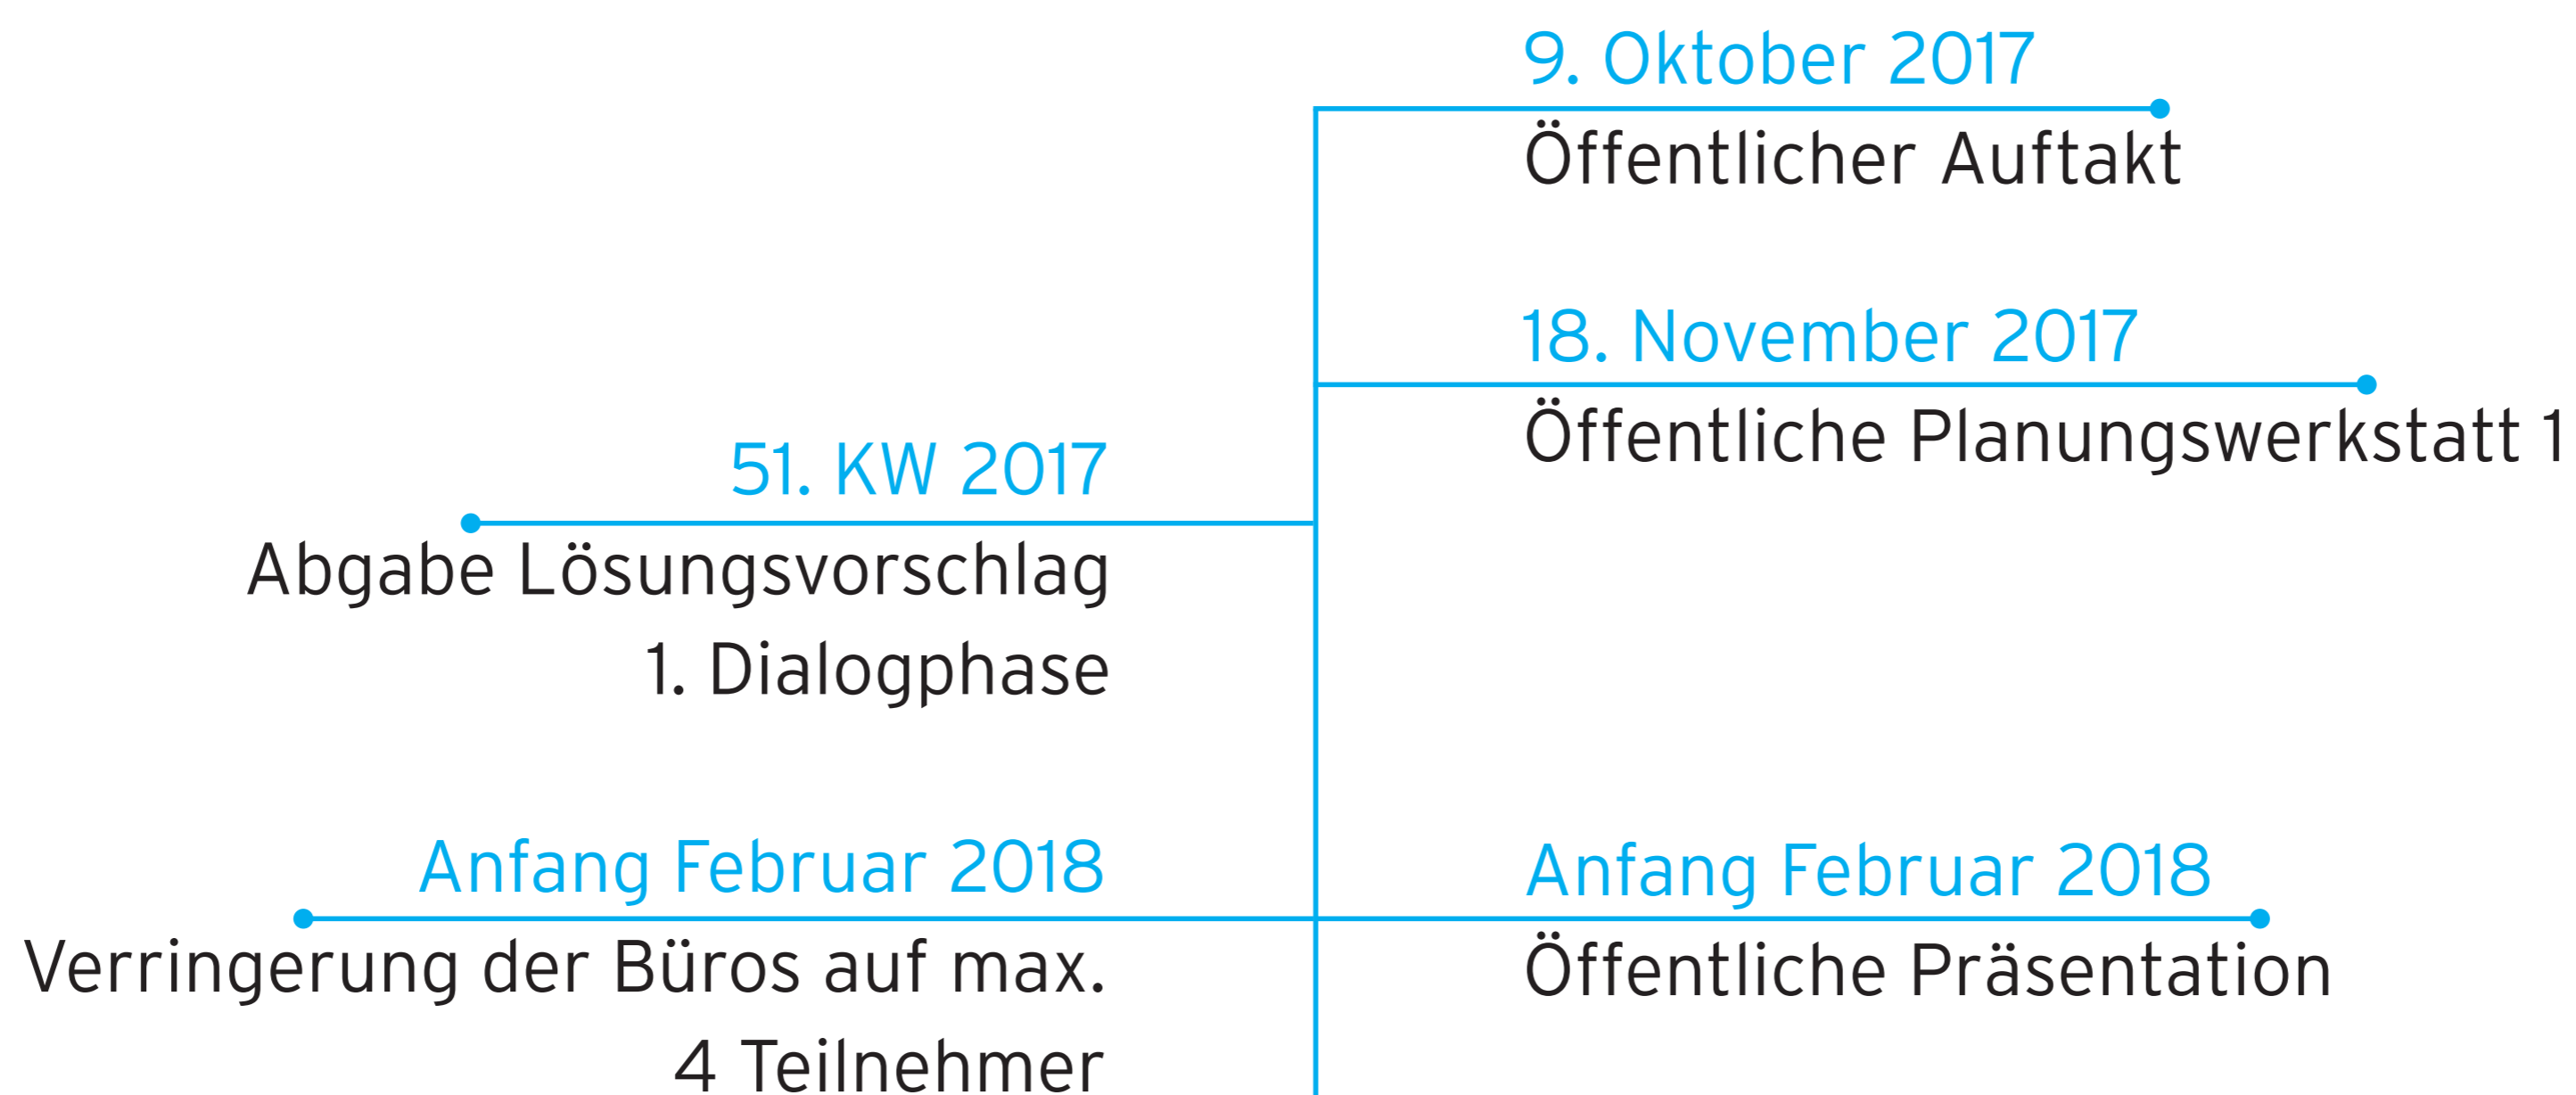 9. Oktober 2017
Öffentlicher Auftakt
18. November 2017
Öffentliche Planungswerkstatt 1
51. KW 2017
Abgabe Lösungsvorschlag
1. Dialogphase
Anfang Februar 2018
Verringerung der Büros auf max.
4 Teilnehmer
Anfang Februar 2018
Öffentliche Präsentation